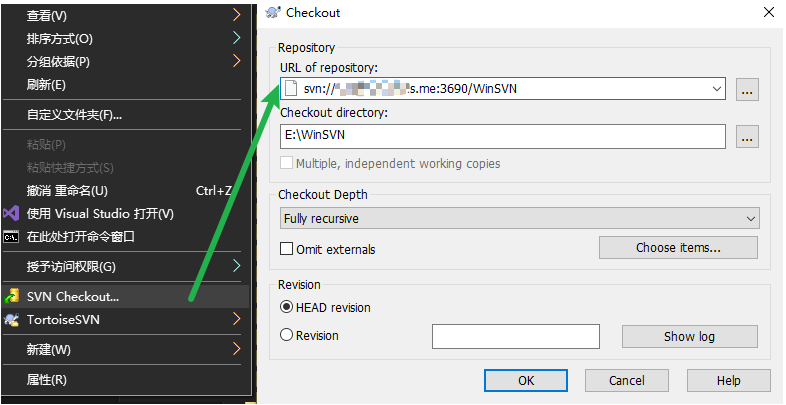 查看(V)
排序方式(O)
分组依据(P)
刷新(E)
自定义文件夹(F)...
粘贴(P)
粘贴快捷方式(S)
撤消 重命名(U) Ctrl+Z
使用 Visual Studio 打开(V)
在此处打开命令窗口
授予访问权限(G)
SVN Checkout...
TortoiseSVN
新建(W)
属性(R)
Checkout
Repository
URL of repository:
svn:// s.me:3690/WinSVN
...
Checkout directory:
E:\WinSVN
...
Multiple, independent working copies
Checkout Depth
Fully recursive
Omit externals
Choose items...
Revision
HEAD revision
Revision
Show log
OK
Cancel
Help